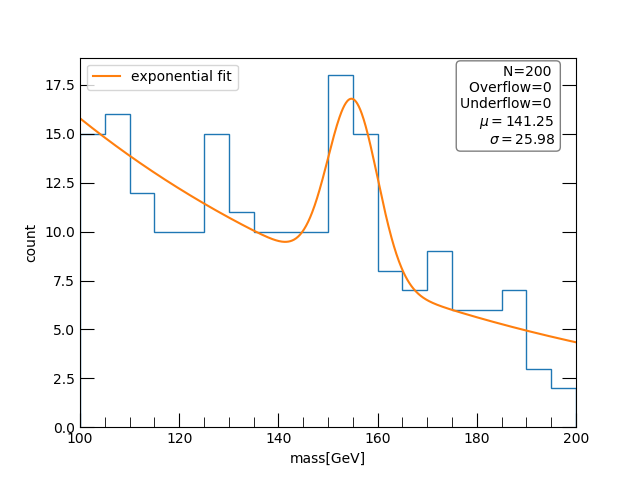 exponential fit
N=200
Overflow=0
Underflow=0
μ = 141.25
σ = 25.98
17.5
15.0
12.5
10.0
7.5
5.0
2.5
0.0
count
100 120 140 160 180 200
mass[GeV]